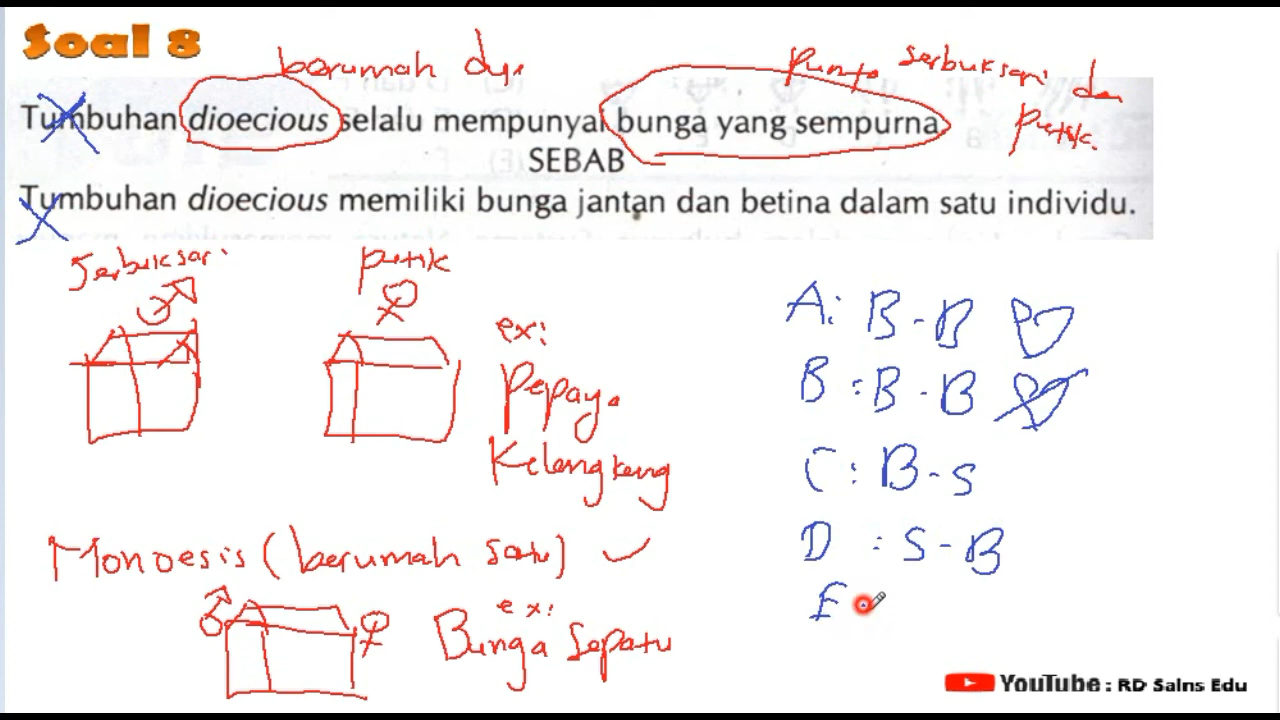 Soal 8
berumah dua
Punya serbuksari dan
Putik.
Tumbuhan dioecious selalu mempunyai bunga yang sempurna
SEBAB
Tumbuhan dioecious memiliki bunga jantan dan betina dalam satu individu.
Serbuksari
Putik
ex:
Pepaya
Kelengkeng
A: B - B
B : B - B
C : B - S
D : S - B
E
Monoesis (berumah satu)
ex:
Bunga Sepatu
YouTube : RD Sains Edu